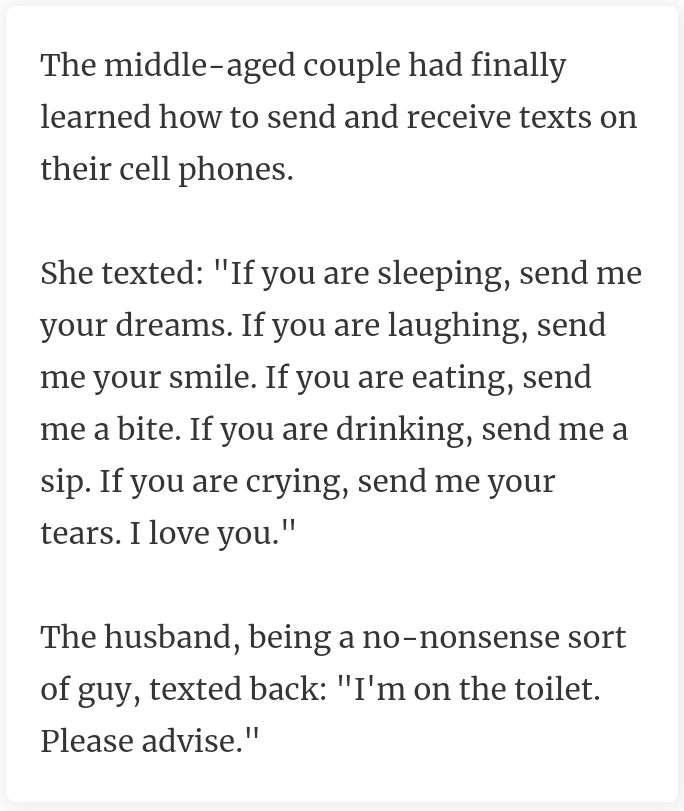 The middle-aged couple had finally
learned how to send and receive texts on
their cell phones.
She texted: "If you are sleeping, send me
your dreams. If you are laughing, send
me your smile. If you are eating, send
me a bite. If you are drinking, send me a
sip. If you are crying, send me your
tears. I love you."
The husband, being a no-nonsense sort
of guy, texted back: "I'm on the toilet.
Please advise."